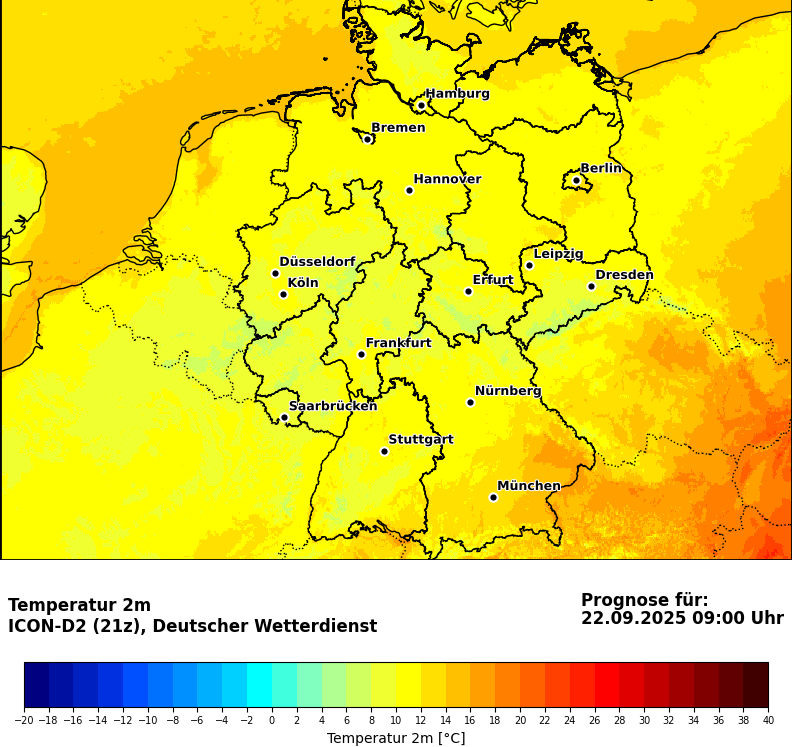 Hamburg
Bremen
Berlin
Hannover
Leipzig
Düsseldorf
Dresden
Köln
Erfurt
Frankfurt
Nürnberg
Saarbrücken
Stuttgart
München
Temperatur 2m
ICON-D2 (21z), Deutscher Wetterdienst
Prognose für:
22.09.2025 09:00 Uhr
−20 −18 −16 −14 −12 −10 −8 −6 −4 −2 0 2 4 6 8 10 12 14 16 18 20 22 24 26 28 30 32 34 36 38 40
Temperatur 2m [°C]